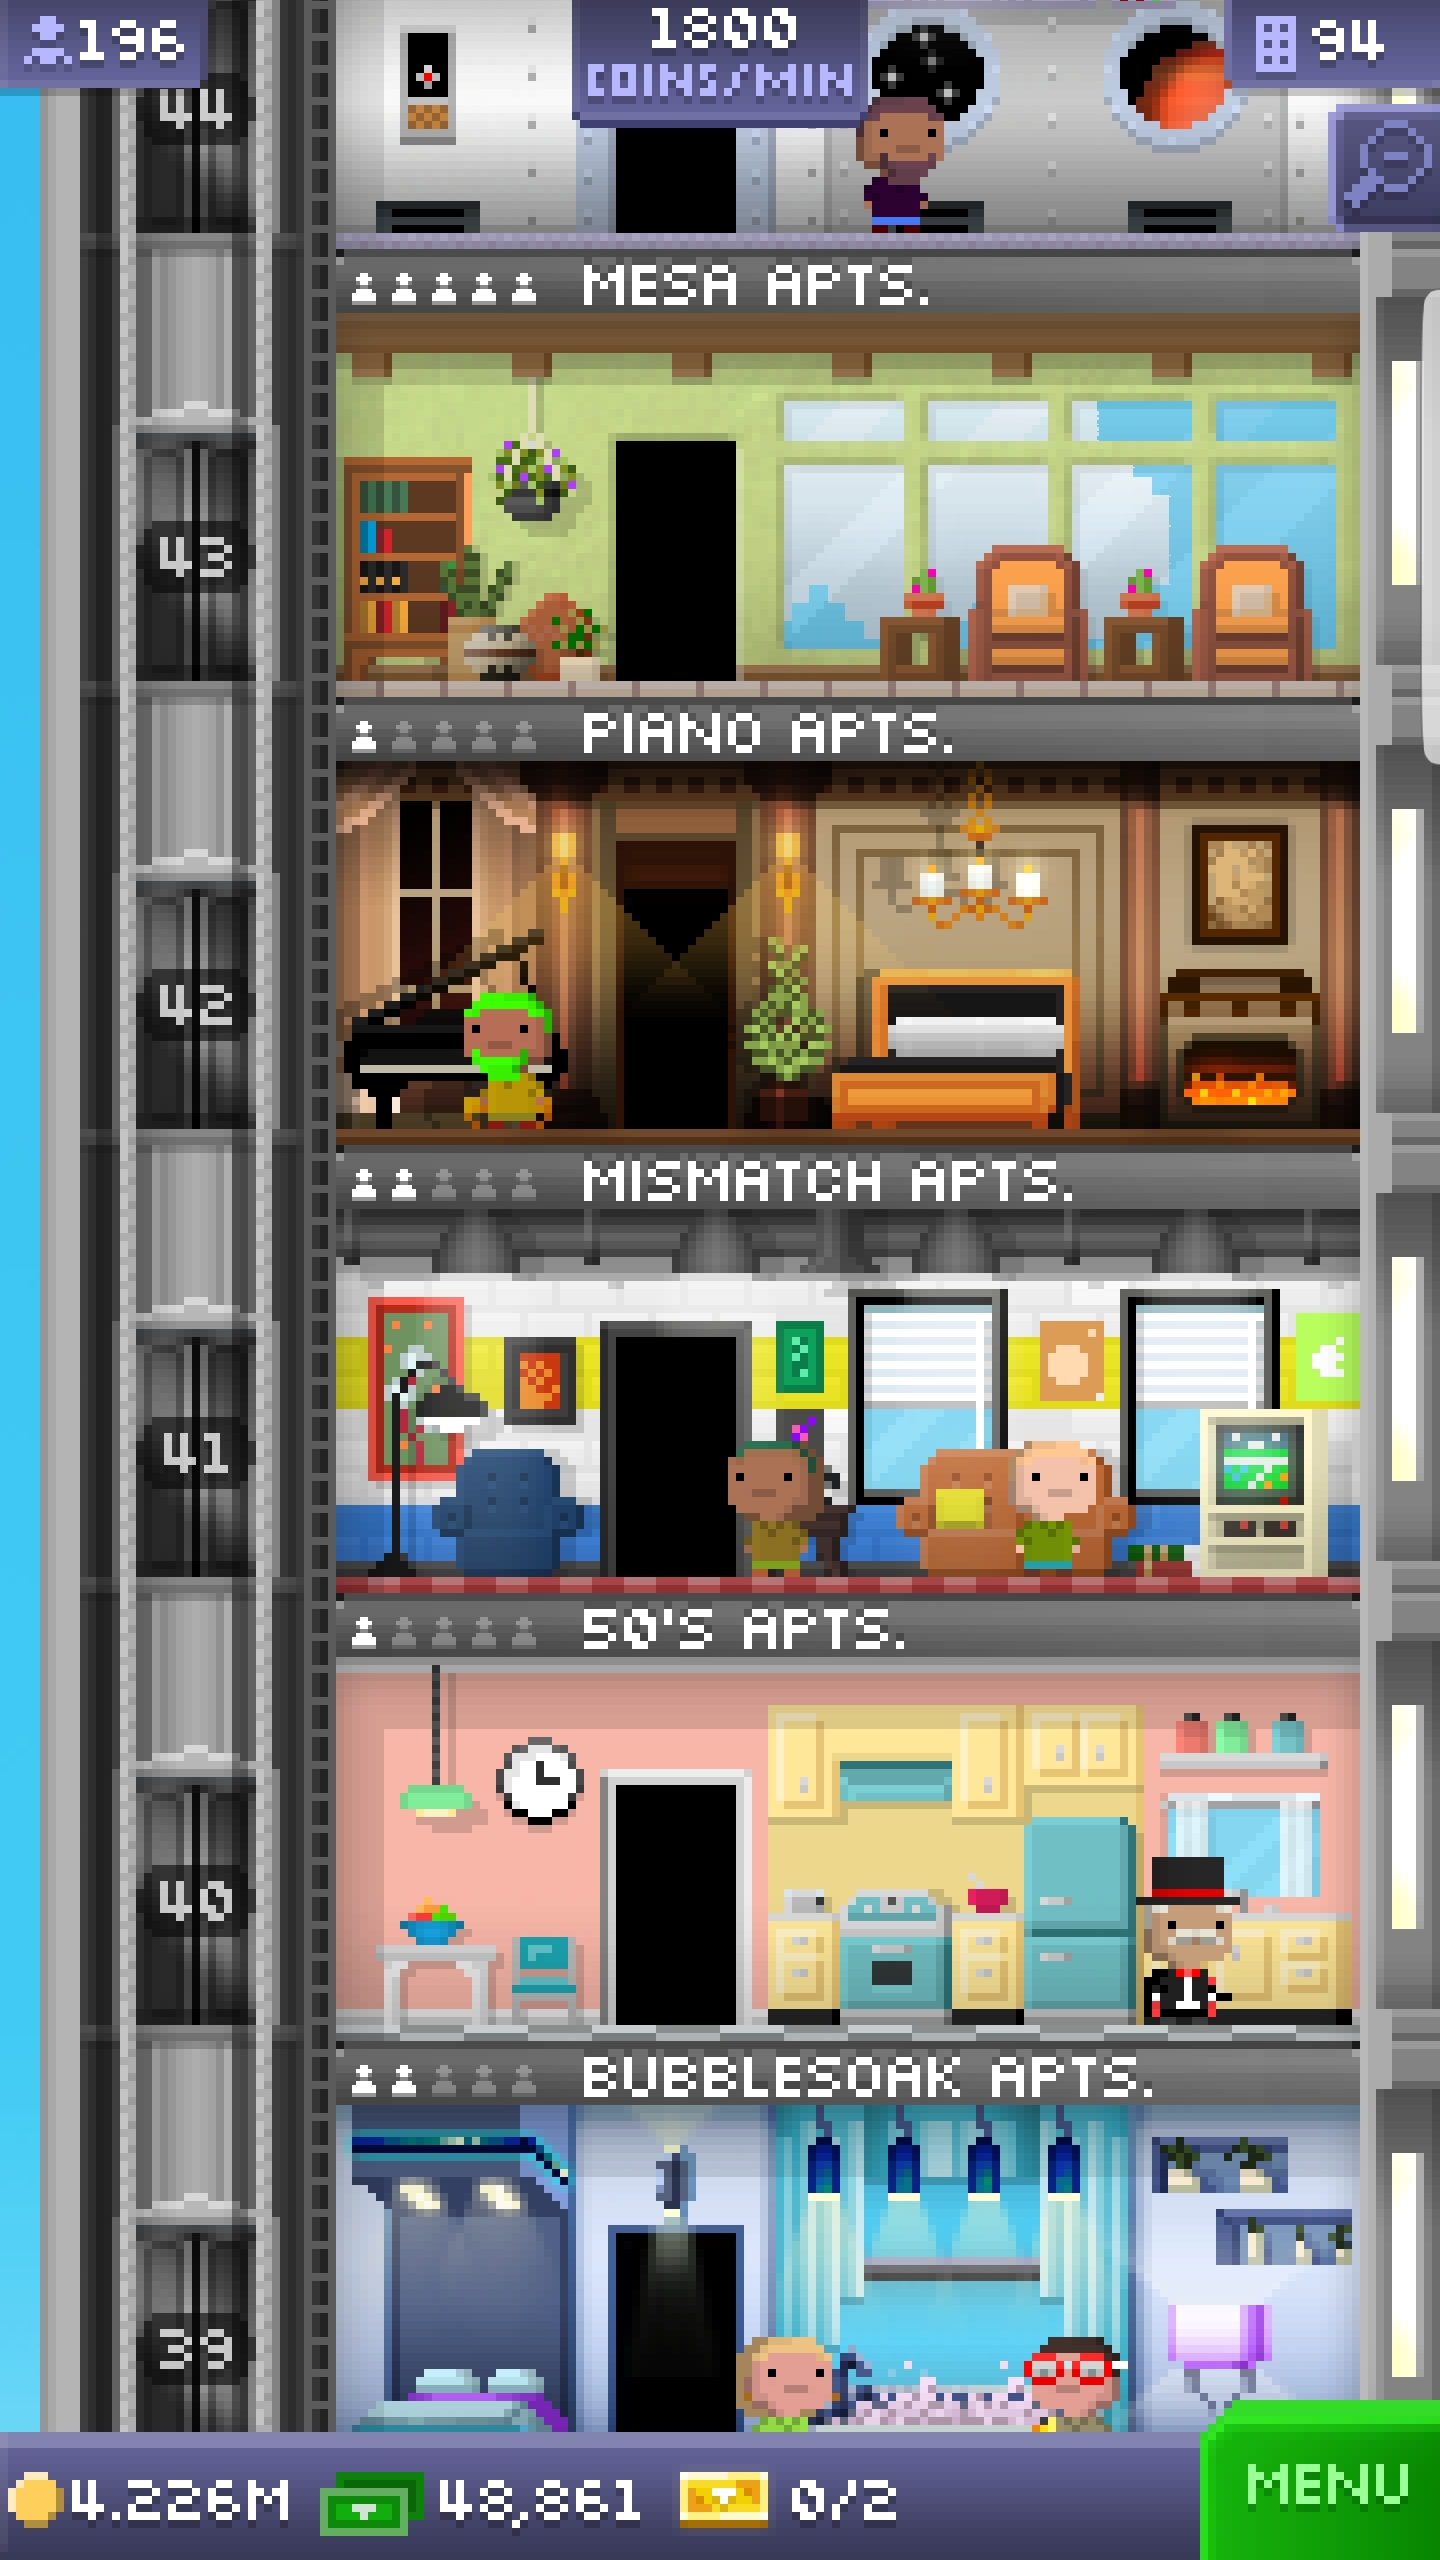 196
1800
COINS/MIN
94
44
MESA APTS.
43
PIANO APTS.
42
MISMATCH APTS.
41
50'S APTS.
40
BUBBLESOAK APTS.
39
4.226M
48,861
0/2
MENU